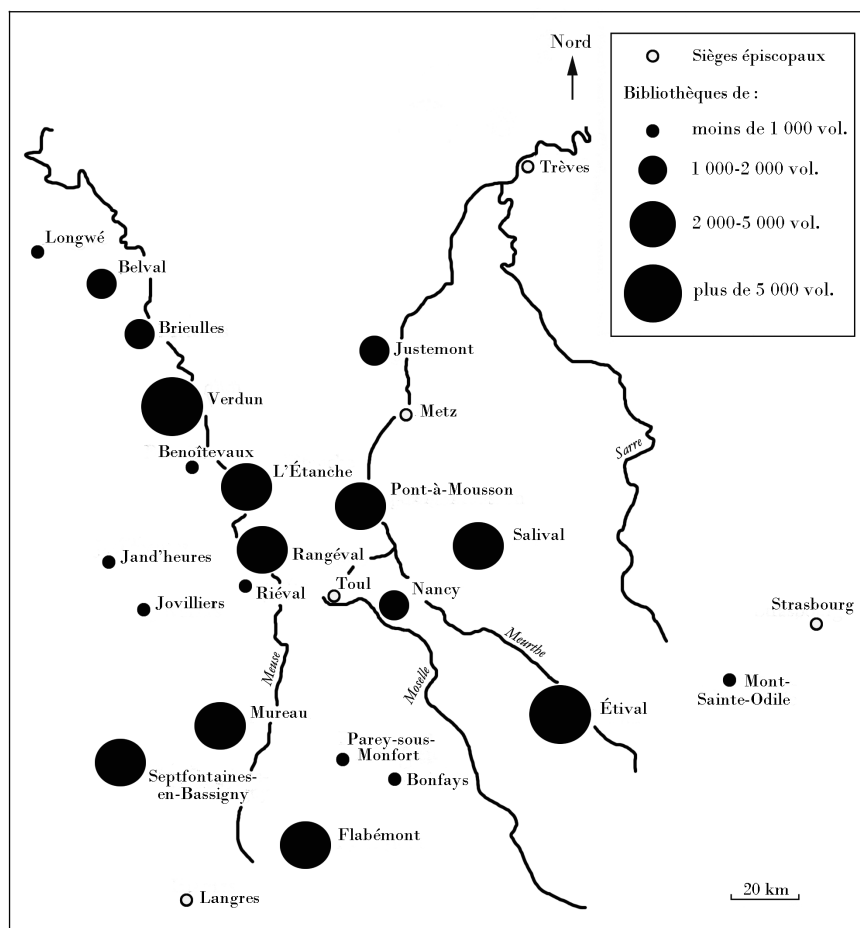 Nord
Sièges épiscopaux
Bibliothèques de :
moins de 1 000 vol.
1 000-2 000 vol.
2 000-5 000 vol.
plus de 5 000 vol.
Trèves
Longwé
Belval
Brieulles
Justemont
Verdun
Metz
Benoîtevaux
L'Étanche
Sarre
Pont-à-Mousson
Salival
Rangéval
Jand'heures
Toul
Nancy
Riéval
Jovilliers
Strasbourg
Meurthe
Meuse
Moselle
Mont-
Sainte-Odile
Étival
Mureau
Parey-sous-
Monfort
Bonfays
Septfontaines-
en-Bassigny
Flabémont
Langres
20 km